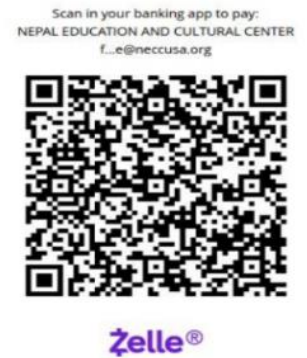 Scan in your banking app to pay:
NEPAL EDUCATION AND CULTURAL CENTER
f...e@neccusa.org
Zelle®